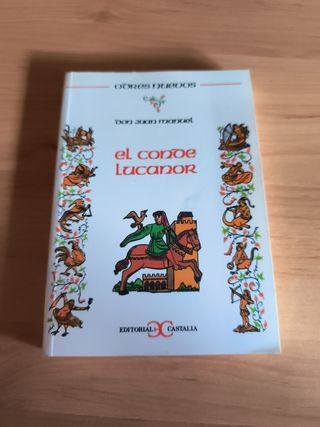 odres nuevos
don juan manuel
el conde
lucanor
EDITORIAL CASTALIA